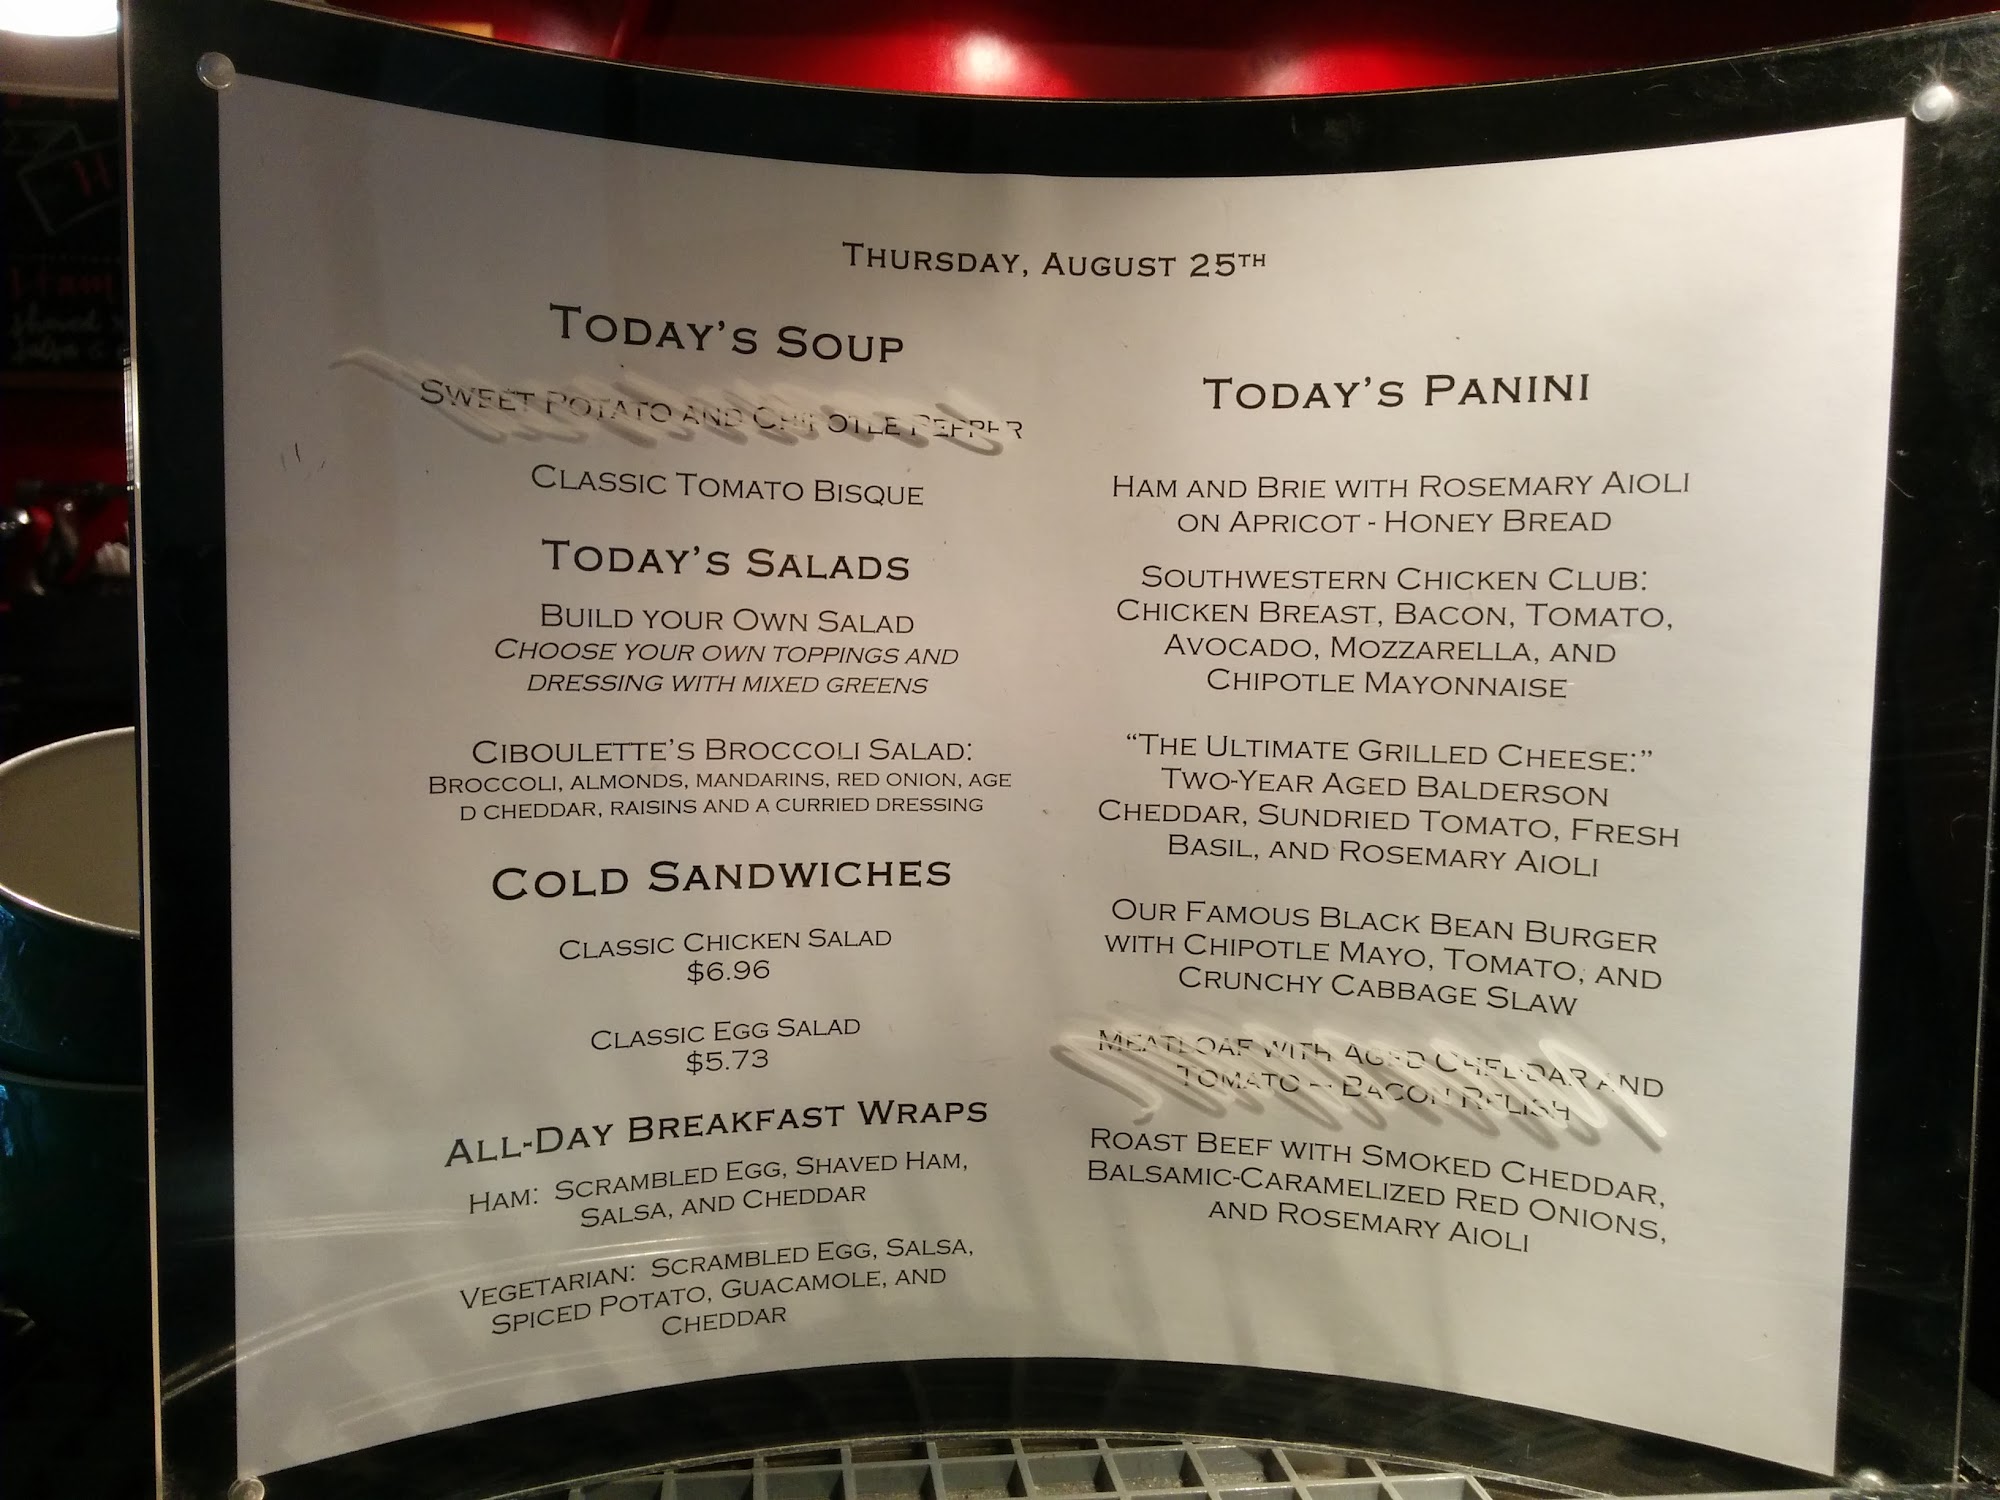 Thursday, August 25th
Today's Soup
Sweet Potato and Chipotle Pepper
Classic Tomato Bisque
Today's Salads
Build your Own Salad
Choose your own toppings and
dressing with mixed greens
Ciboulette's Broccoli Salad:
Broccoli, almonds, mandarins, red onion, age
d cheddar, raisins and a curried dressing
Cold Sandwiches
Classic Chicken Salad
$6.96
Classic Egg Salad
$5.73
All-Day Breakfast Wraps
Ham: Scrambled Egg, Shaved Ham,
Salsa, and Cheddar
Vegetarian: Scrambled Egg, Salsa,
Spiced Potato, Guacamole, and
Cheddar
Today's Panini
Ham and Brie with Rosemary Aioli
on Apricot - Honey Bread
Southwestern Chicken Club:
Chicken Breast, Bacon, Tomato,
Avocado, Mozzarella, and
Chipotle Mayonnaise
“The Ultimate Grilled Cheese:”
Two-Year Aged Balderson
Cheddar, Sundried Tomato, Fresh
Basil, and Rosemary Aioli
Our Famous Black Bean Burger
with Chipotle Mayo, Tomato, and
Crunchy Cabbage Slaw
Meatloaf with Aged Cheddar and
Tomato – Bacon Relish
Roast Beef with Smoked Cheddar,
Balsamic-Caramelized Red Onions,
and Rosemary Aioli